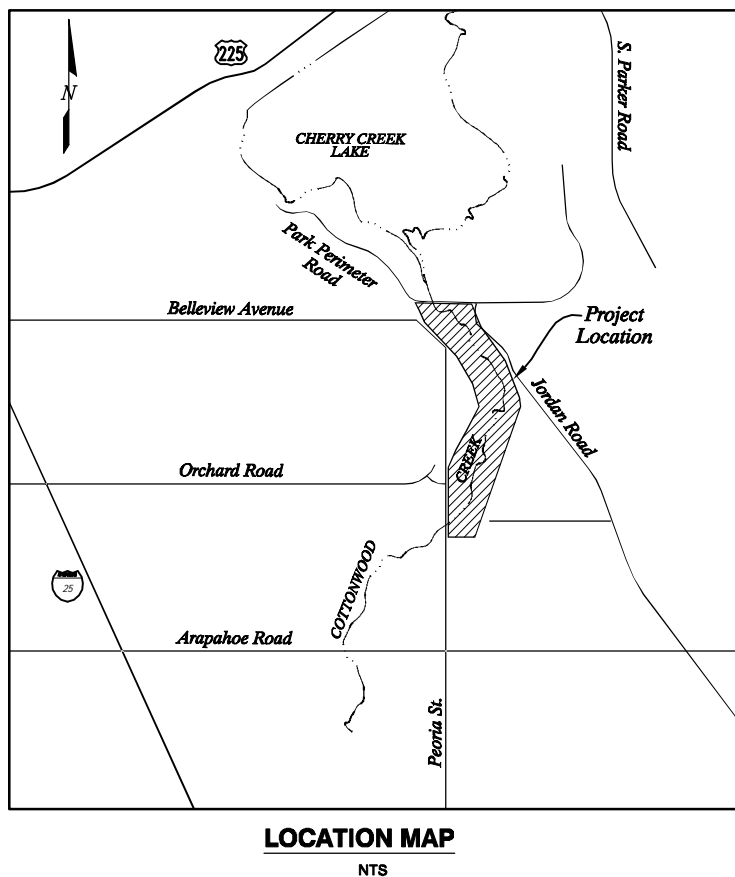 225
S. Parker Road
N
CHERRY CREEK
LAKE
Park Perimeter
Road
Belleview Avenue
Project
Location
Jordan Road
CREEK
Orchard Road
COTTONWOOD
25
Arapahoe Road
Peoria St.
LOCATION MAP
NTS